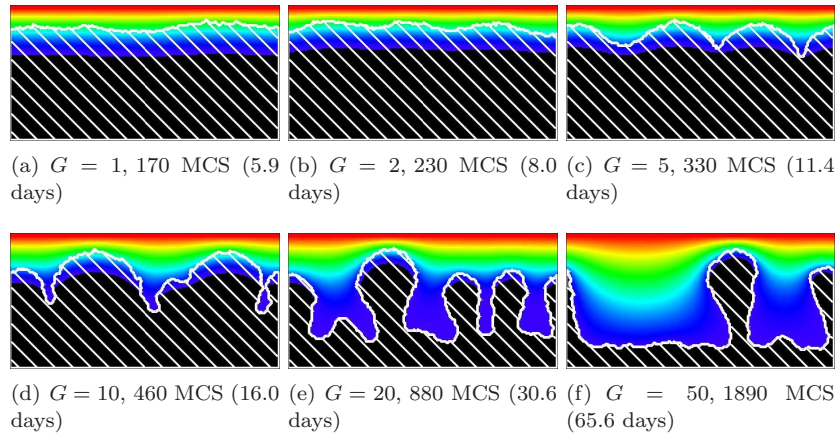 (a) G = 1, 170 MCS (5.9 days)
(b) G = 2, 230 MCS (8.0 days)
(c) G = 5, 330 MCS (11.4 days)
(d) G = 10, 460 MCS (16.0 days)
(e) G = 20, 880 MCS (30.6 days)
(f) G = 50, 1890 MCS (65.6 days)